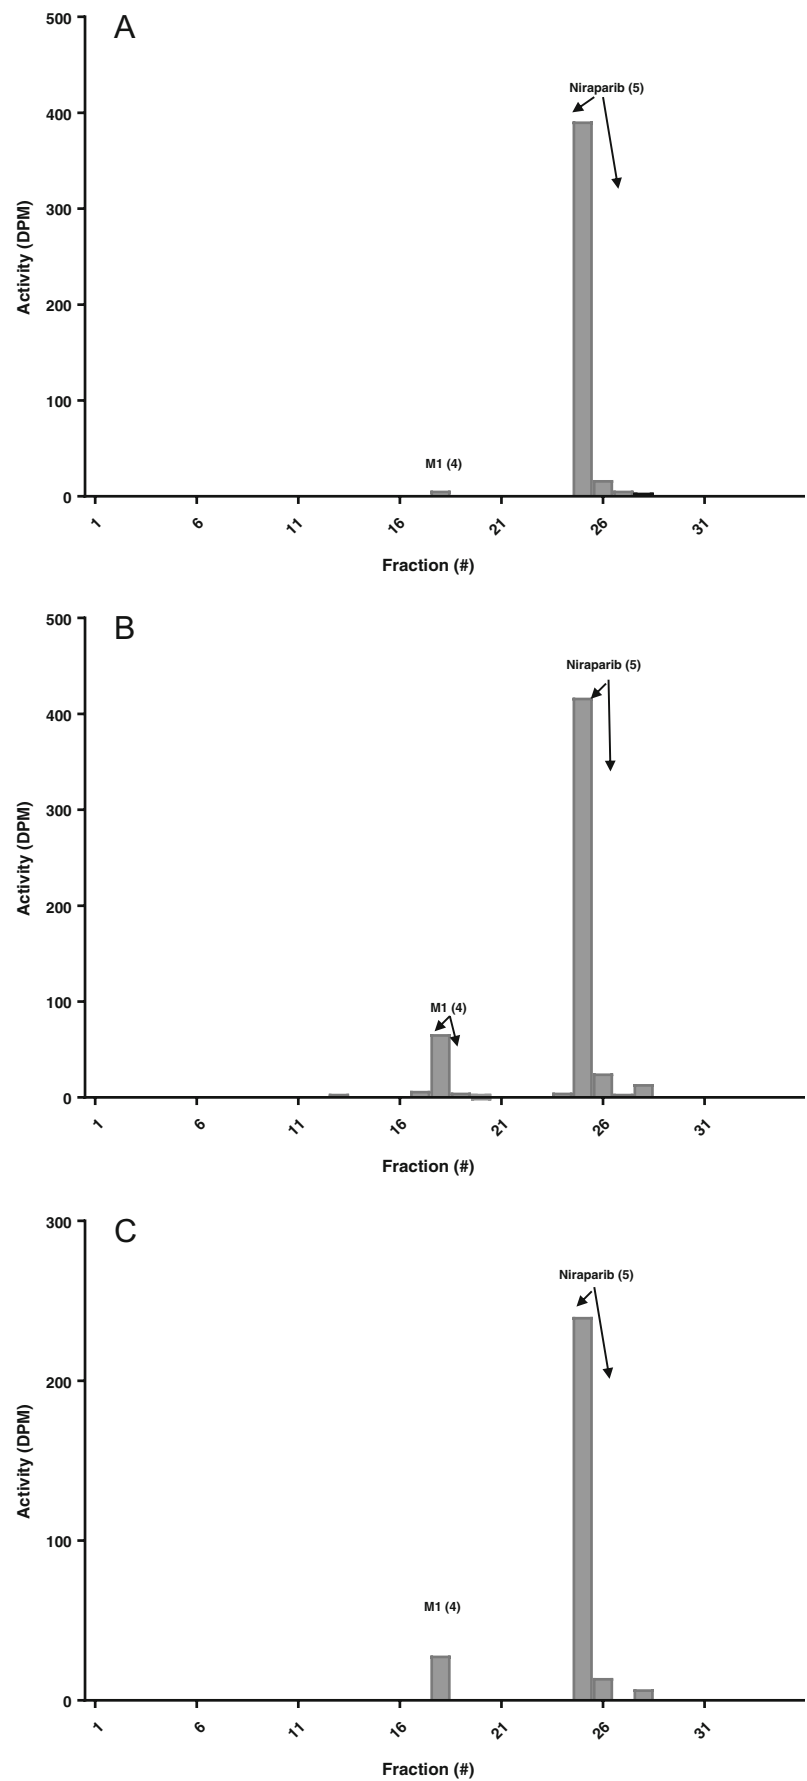 A
500
Niraparib (5)
400
300
Activity (DPM)
200
100
M1 (4)
0
1 6 11 16 21 26 31
Fraction (#)
B
500
Niraparib (5)
400
300
Activity (DPM)
200
100
M1 (4)
0
1 6 11 16 21 26 31
Fraction (#)
C
300
Niraparib (5)
200
Activity (DPM)
100
M1 (4)
0
1 6 11 16 21 26 31
Fraction (#)